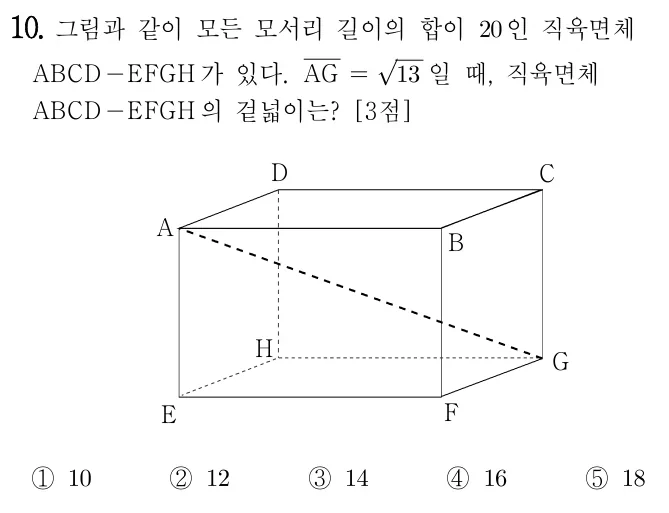 10. 그림과 같이 모든 모서리 길이의 합이 20인 직육면체
ABCD-EFGH가 있다. $\overline{AG}=\sqrt{13}$일 때, 직육면체
ABCD-EFGH의 겉넓이는? [3점]
D
C
A
B
H
G
E
F
① 10 ② 12 ③ 14 ④ 16 ⑤ 18